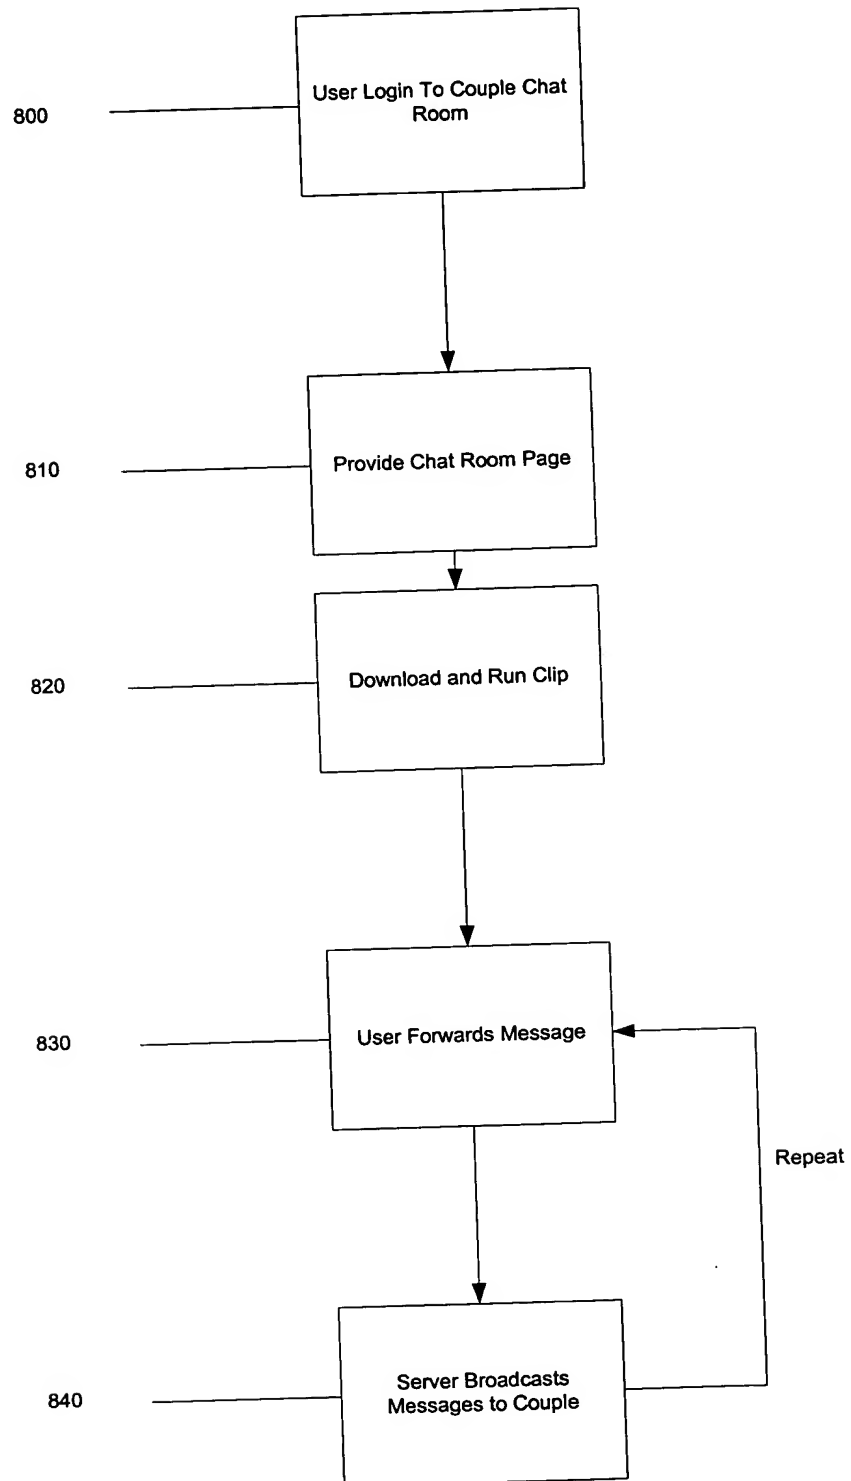 800
User Login To Couple Chat
Room
810
Provide Chat Room Page
820
Download and Run Clip
830
User Forwards Message
Repeat
840
Server Broadcasts
Messages to Couple